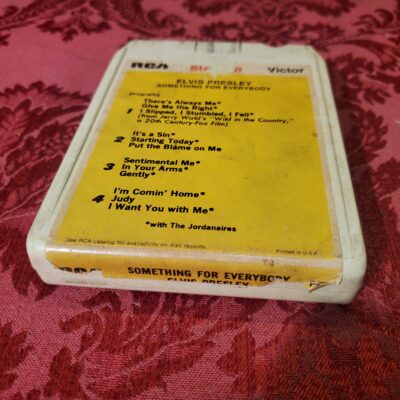 RCA Ste 8 Victor
ELVIS PRESLEY
SOMETHING FOR EVERYBODY
(Programs)
There's Always Me*
Give Me the Right*
1 I Slipped, I Stumbled, I Fell*
(from Jerry Wald's "Wild in the Country,"
a 20th Century-Fox Film)
It's a Sin*
2 Starting Today*
Put the Blame on Me
Sentimental Me*
3 In Your Arms*
Gently*
I'm Comin' Home*
4 Judy
I Want You with Me*
*with The Jordanaires
See RCA catalog for availability on disc records
Printed in U.S.
RCA SOMETHING FOR EVERYBODY
ELVIS PRESLEY